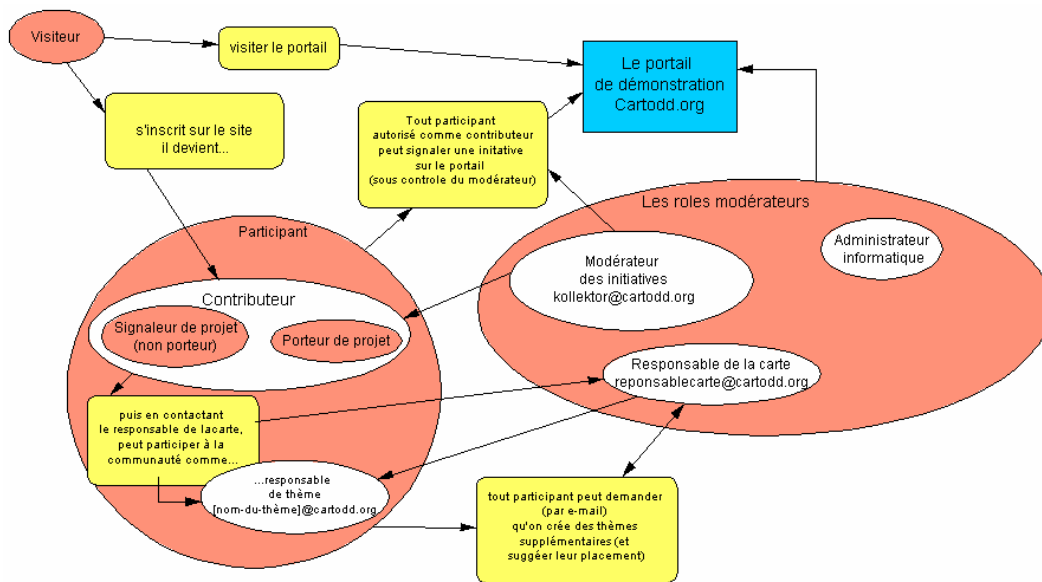 Visiteur
visiter le portail
Le portail
de démonstration
Cartodd.org
s'inscrit sur le site
il devient...
Tout participant
autorisé comme contributeur
peut signaler une initative
sur le portail
(sous controle du modérateur)
Les roles modérateurs
Administrateur
informatique
Modérateur
des initiatives
kollektor@cartodd.org
Participant
Contributeur
Signaleur de projet
(non porteur)
Porteur de projet
Responsable de la carte
reponsablecarte@cartodd.org
puis en contactant
le responsable de lacarte,
peut participer à la
communauté comme...
...responsable
de thème
[nom-du-thème]@cartodd.org
tout participant peut demander
(par e-mail)
qu'on crée des thèmes
supplémentaires (et
suggéer leur placement)